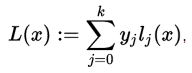 L(x) := \sum_{j=0}^{k} y_j l_j(x),